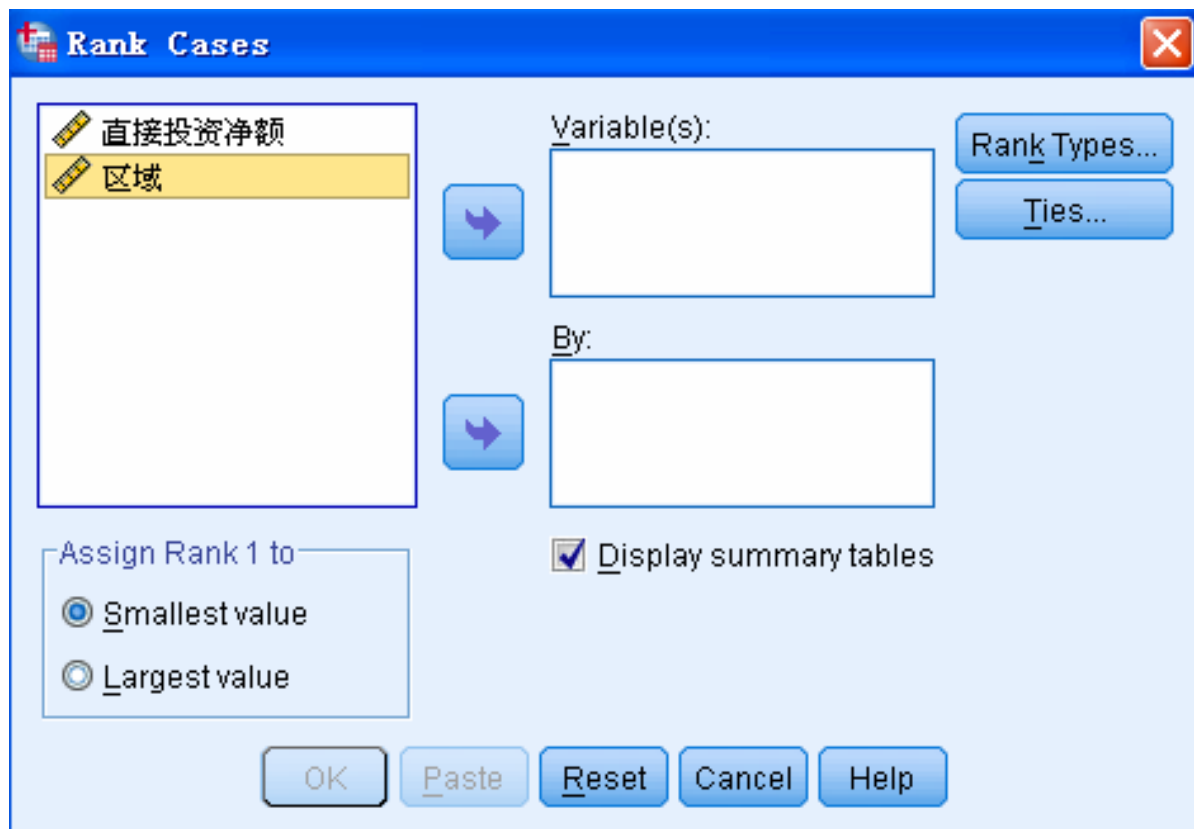 Rank Cases
直接投资净额
区域
Variable(s):
Rank Types...
Ties...
By:
Assign Rank 1 to
Smallest value
Largest value
Display summary tables
OK
Paste
Reset
Cancel
Help